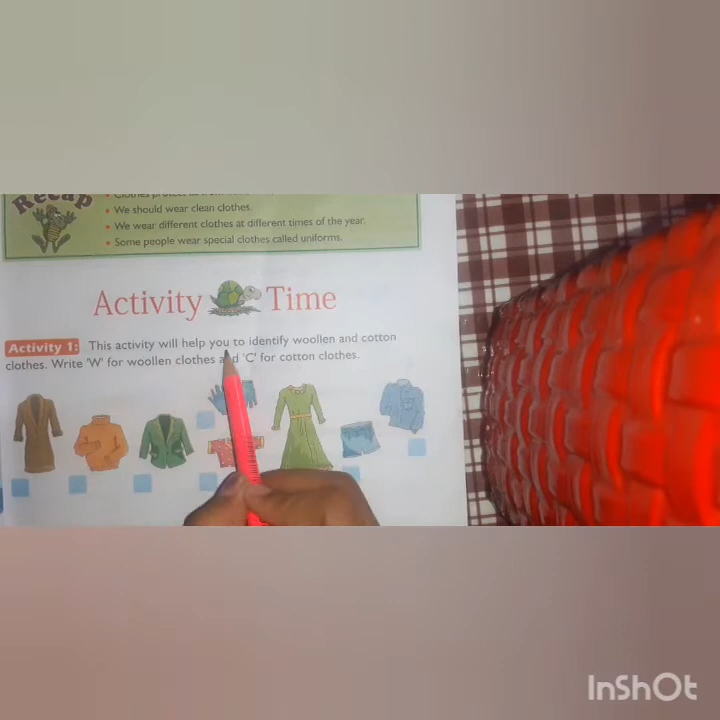 Recap
We should wear clean clothes.
We wear different clothes at different times of the year.
Some people wear special clothes called uniforms.
Activity Time
Activity 1: This activity will help you to identify woollen and cotton
clothes. Write 'W' for woollen clothes and 'C' for cotton clothes.
InShOt